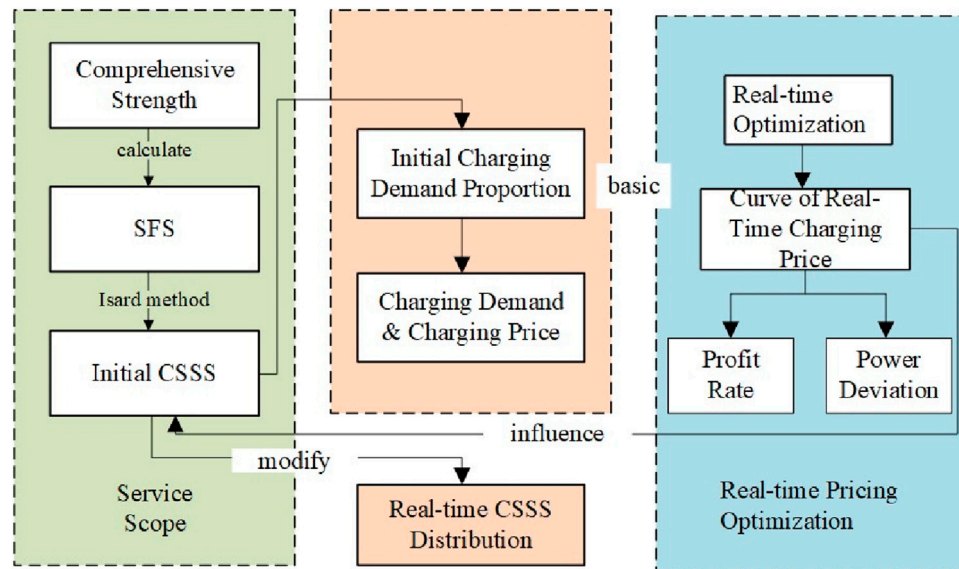 Comprehensive
Strength
calculate
SFS
Isard method
Initial CSSS
Service
Scope
Initial Charging
Demand Proportion
Charging Demand
& Charging Price
basic
influence
modify
Real-time CSSS
Distribution
Real-time
Optimization
Curve of Real-
Time Charging
Price
Profit
Rate
Power
Deviation
Real-time Pricing
Optimization